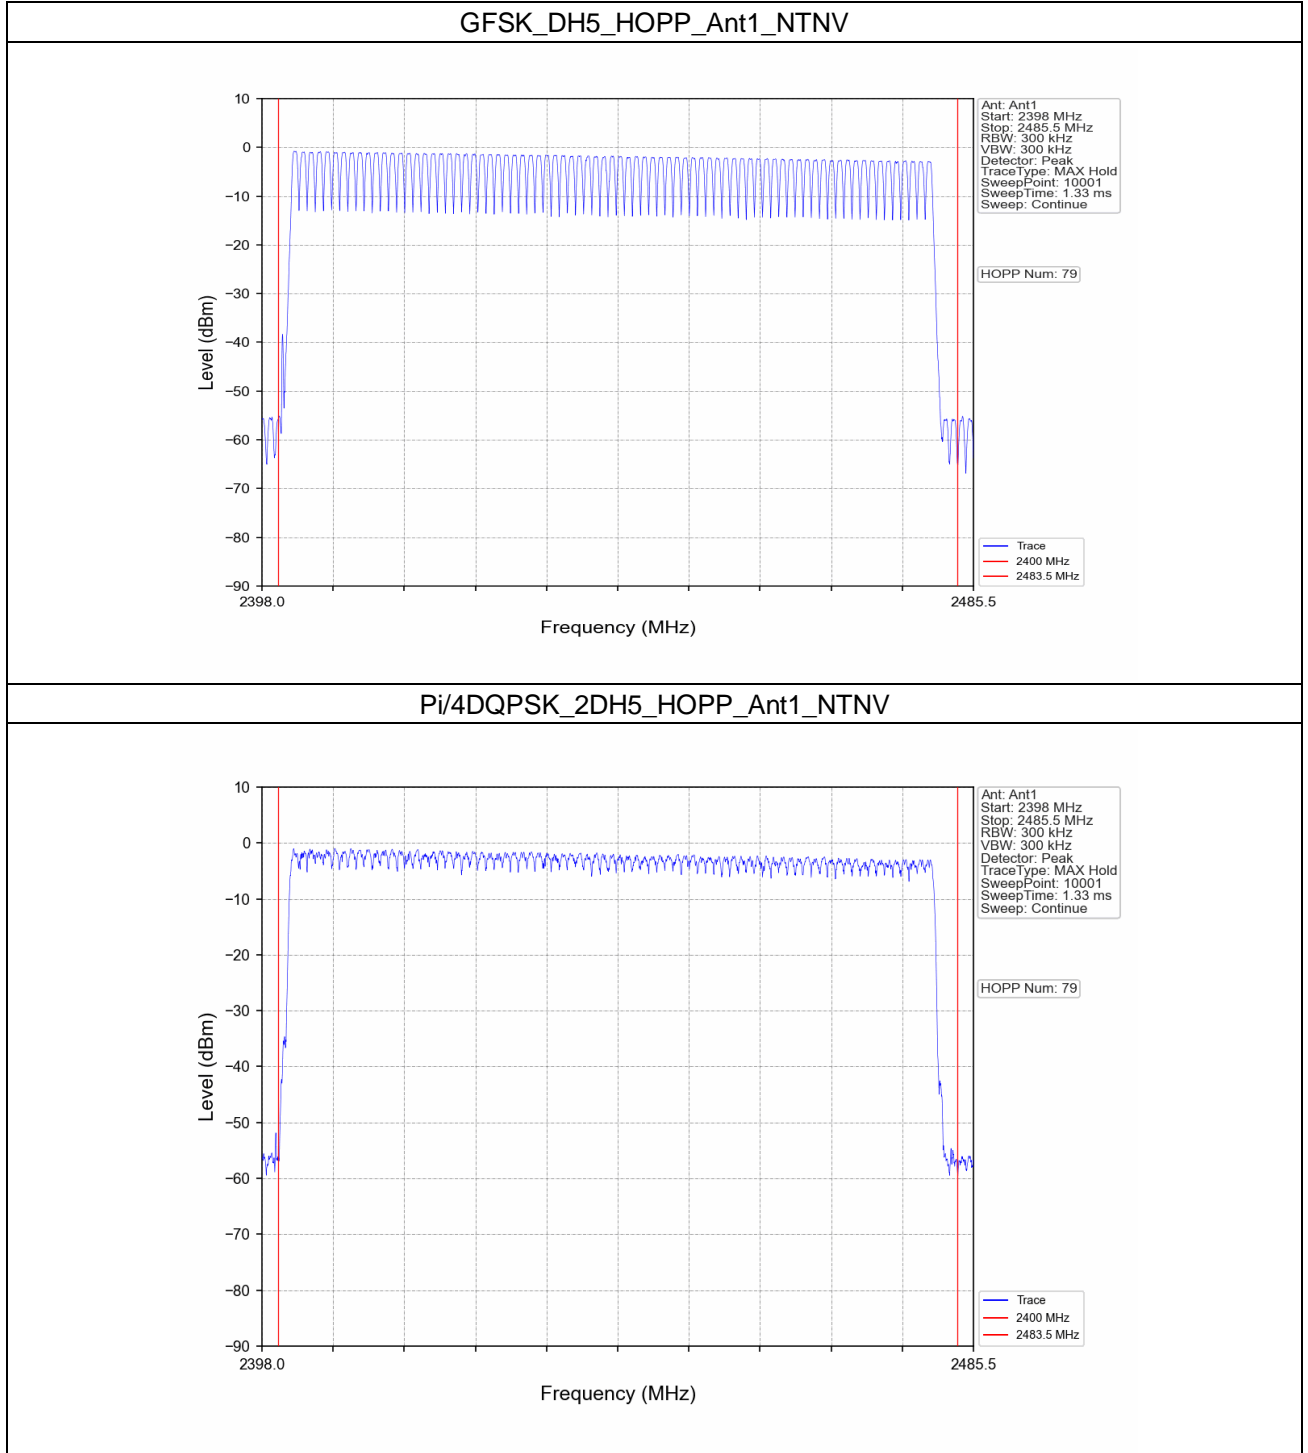 GFSK_DH5_HOPP_Ant1_NTNV
10
0
−10
−20
−30
−40
−50
−60
−70
−80
−90
Level (dBm)
2398.0
2485.5
Frequency (MHz)
Ant: Ant1
Start: 2398 MHz
Stop: 2485.5 MHz
RBW: 300 kHz
VBW: 300 kHz
Detector: Peak
TraceType: MAX Hold
SweepPoint: 10001
SweepTime: 1.33 ms
Sweep: Continue
HOPP Num: 79
Trace
2400 MHz
2483.5 MHz
Pi/4DQPSK_2DH5_HOPP_Ant1_NTNV
10
0
−10
−20
−30
−40
−50
−60
−70
−80
−90
Level (dBm)
2398.0
2485.5
Frequency (MHz)
Ant: Ant1
Start: 2398 MHz
Stop: 2485.5 MHz
RBW: 300 kHz
VBW: 300 kHz
Detector: Peak
TraceType: MAX Hold
SweepPoint: 10001
SweepTime: 1.33 ms
Sweep: Continue
HOPP Num: 79
Trace
2400 MHz
2483.5 MHz